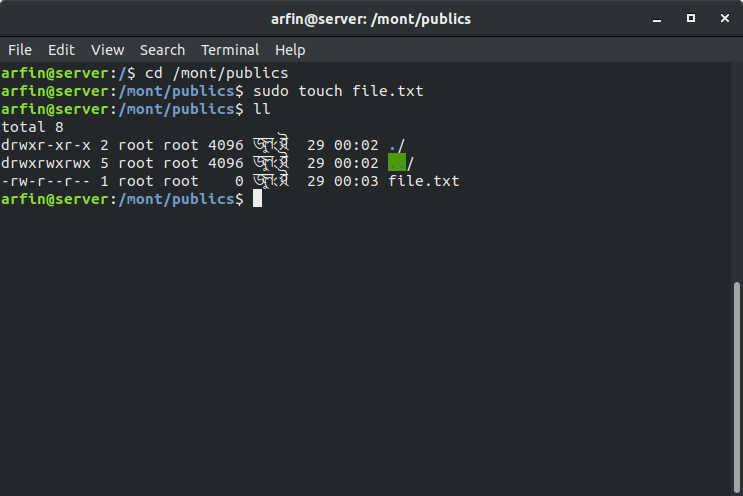 arfin@server: /mont/publics
File Edit View Search Terminal Help
arfin@server:/$ cd /mont/publics
arfin@server:/mont/publics$ sudo touch file.txt
arfin@server:/mont/publics$ ll
total 8
drwxr-xr-x 2 root root 4096 জুলাই 29 00:02 ./
drwxrwxrwx 5 root root 4096 জুলাই 29 00:02 ../
-rw-r--r-- 1 root root 0 জুলাই 29 00:03 file.txt
arfin@server:/mont/publics$